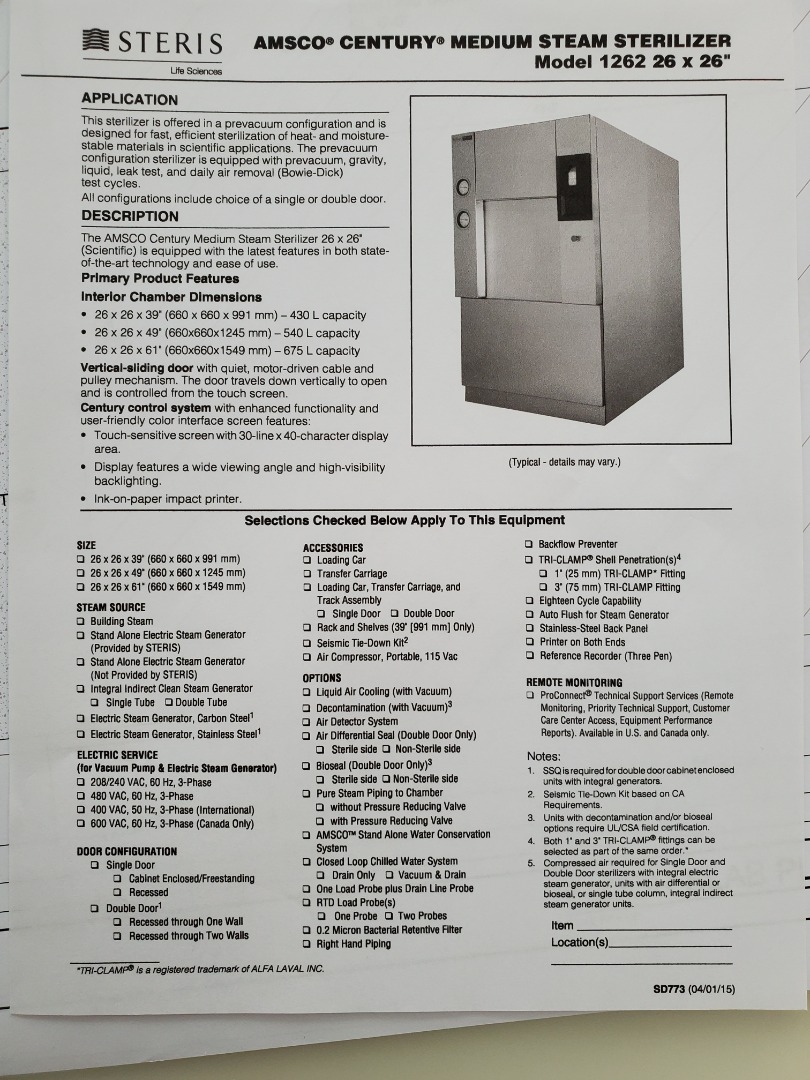 STERIS
Life Sciences
AMSCO® CENTURY® MEDIUM STEAM STERILIZER
Model 1262 26 x 26"
APPLICATION
This sterilizer is offered in a prevacuum configuration and is
designed for fast, efficient sterilization of heat- and moisture-
stable materials in scientific applications. The prevacuum
configuration sterilizer is equipped with prevacuum, gravity,
liquid, leak test, and daily air removal (Bowie-Dick)
test cycles.
All configurations include choice of a single or double door.
DESCRIPTION
The AMSCO Century Medium Steam Sterilizer 26 x 26"
(Scientific) is equipped with the latest features in both state-
of-the-art technology and ease of use.
Primary Product Features
Interior Chamber Dimensions
• 26 x 26 x 39" (660 x 660 x 991 mm) – 430 L capacity
• 26 x 26 x 49" (660x660x1245 mm) – 540 L capacity
• 26 x 26 x 61" (660x660x1549 mm) – 675 L capacity
Vertical-sliding door with quiet, motor-driven cable and
pulley mechanism. The door travels down vertically to open
and is controlled from the touch screen.
Century control system with enhanced functionality and
user-friendly color interface screen features:
• Touch-sensitive screen with 30-line x 40-character display
area.
• Display features a wide viewing angle and high-visibility
backlighting.
• Ink-on-paper impact printer.
(Typical - details may vary.)
Selections Checked Below Apply To This Equipment
SIZE
❏ 26 x 26 x 39" (660 x 660 x 991 mm)
❏ 26 x 26 x 49" (660 x 660 x 1245 mm)
❏ 26 x 26 x 61" (660 x 660 x 1549 mm)
STEAM SOURCE
❏ Building Steam
❏ Stand Alone Electric Steam Generator
(Provided by STERIS)
❏ Stand Alone Electric Steam Generator
(Not Provided by STERIS)
❏ Integral Indirect Clean Steam Generator
❏ Single Tube ❏ Double Tube
❏ Electric Steam Generator, Carbon Steel¹
❏ Electric Steam Generator, Stainless Steel¹
ELECTRIC SERVICE
(for Vacuum Pump & Electric Steam Generator)
❏ 208/240 VAC, 60 Hz, 3-Phase
❏ 480 VAC, 60 Hz, 3-Phase
❏ 400 VAC, 50 Hz, 3-Phase (International)
❏ 600 VAC, 60 Hz, 3-Phase (Canada Only)
DOOR CONFIGURATION
❏ Single Door
❏ Cabinet Enclosed/Freestanding
❏ Recessed
❏ Double Door¹
❏ Recessed through One Wall
❏ Recessed through Two Walls
ACCESSORIES
❏ Loading Car
❏ Transfer Carriage
❏ Loading Car, Transfer Carriage, and
Track Assembly
❏ Single Door ❏ Double Door
❏ Rack and Shelves (39" [991 mm] Only)
❏ Seismic Tie-Down Kit²
❏ Air Compressor, Portable, 115 Vac
OPTIONS
❏ Liquid Air Cooling (with Vacuum)
❏ Decontamination (with Vacuum)³
❏ Air Detector System
❏ Air Differential Seal (Double Door Only)
❏ Sterile side ❏ Non-Sterile side
❏ Bioseal (Double Door Only)³
❏ Sterile side ❏ Non-Sterile side
❏ Pure Steam Piping to Chamber
❏ without Pressure Reducing Valve
❏ with Pressure Reducing Valve
❏ AMSCO™ Stand Alone Water Conservation
System
❏ Closed Loop Chilled Water System
❏ Drain Only ❏ Vacuum & Drain
❏ One Load Probe plus Drain Line Probe
❏ RTD Load Probe(s)
❏ One Probe ❏ Two Probes
❏ 0.2 Micron Bacterial Retentive Filter
❏ Right Hand Piping
❏ Backflow Preventer
❏ TRI-CLAMP® Shell Penetration(s)⁴
❏ 1" (25 mm) TRI-CLAMP* Fitting
❏ 3" (75 mm) TRI-CLAMP Fitting
❏ Eighteen Cycle Capability
❏ Auto Flush for Steam Generator
❏ Stainless-Steel Back Panel
❏ Printer on Both Ends
❏ Reference Recorder (Three Pen)
REMOTE MONITORING
❏ ProConnect® Technical Support Services (Remote
Monitoring, Priority Technical Support, Customer
Care Center Access, Equipment Performance
Reports). Available in U.S. and Canada only.
Notes:
1. SSQ is required for double door cabinet enclosed
units with integral generators.
2. Seismic Tie-Down Kit based on CA
Requirements.
3. Units with decontamination and/or bioseal
options require UL/CSA field certification.
4. Both 1" and 3" TRI-CLAMP® fittings can be
selected as part of the same order.*
5. Compressed air required for Single Door and
Double Door sterilizers with integral electric
steam generator, units with air differential or
bioseal, or single tube column, integral indirect
steam generator units.
Item
Location(s)
*TRI-CLAMP® is a registered trademark of ALFA LAVAL INC.
SD773 (04/01/15)